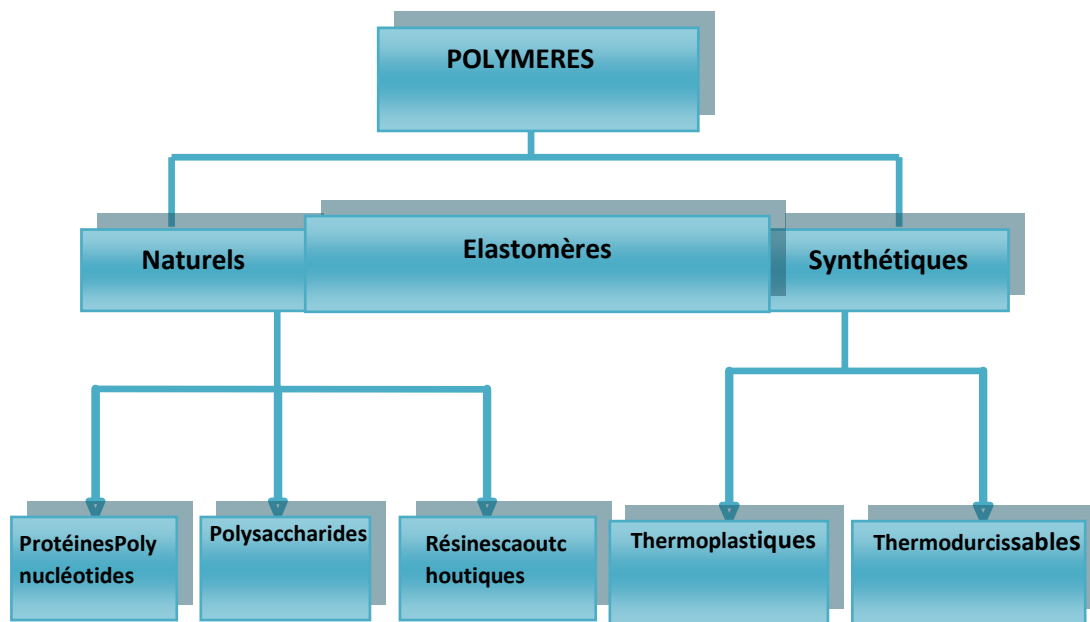 POLYMERES
Naturels
Elastomères
Synthétiques
ProtéinesPoly
nucléotides
Polysaccharides
Résinescaoutc
houtiques
Thermoplastiques
Thermodurcissables